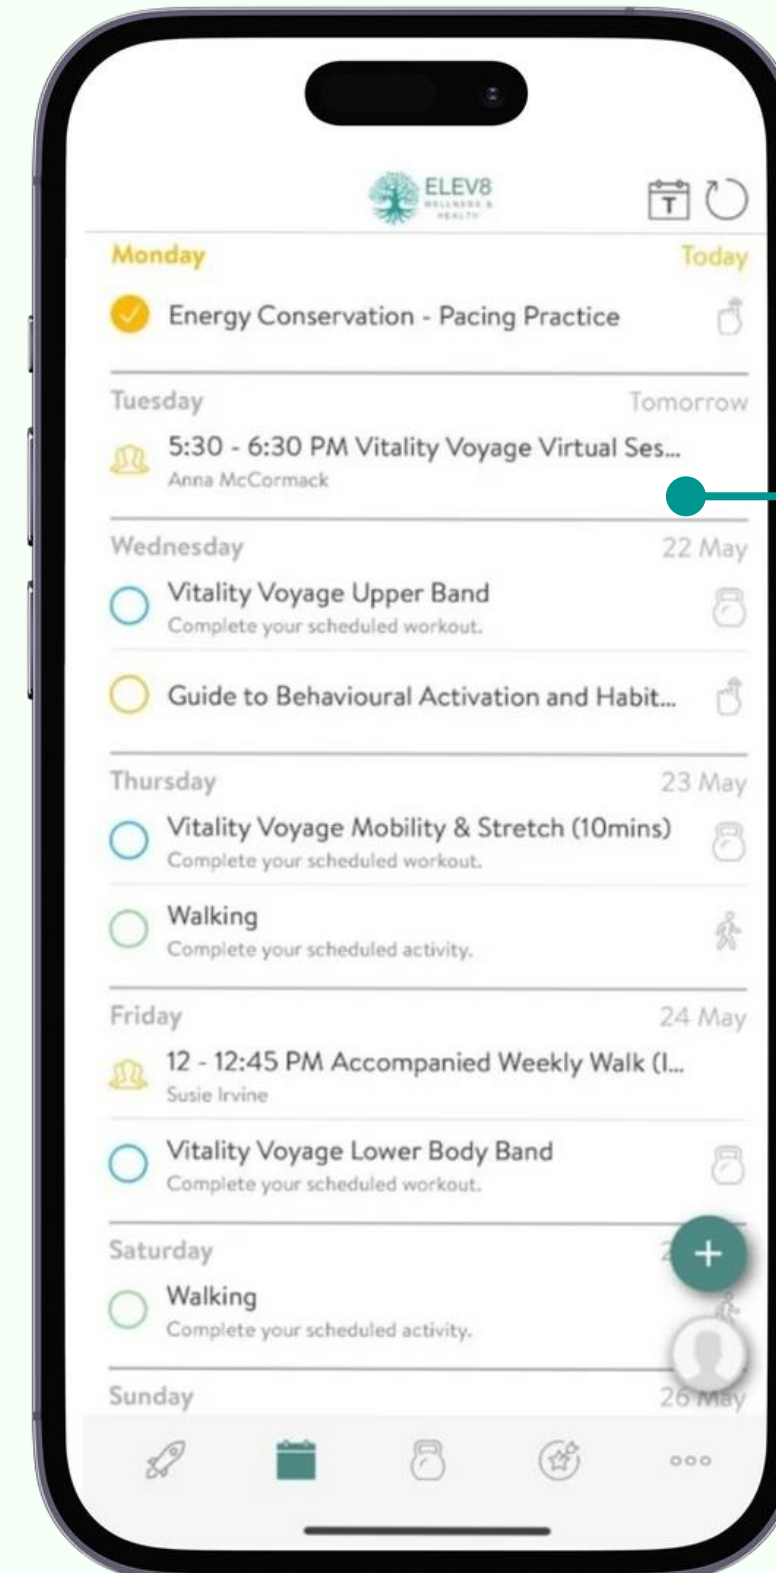 ELEV8
WELLNESS &
HEALTH
T
Monday Today
Energy Conservation - Pacing Practice
Tuesday Tomorrow
5:30 - 6:30 PM Vitality Voyage Virtual Ses...
Anna McCormack
Wednesday 22 May
Vitality Voyage Upper Band
Complete your scheduled workout.
Guide to Behavioural Activation and Habit...
Thursday 23 May
Vitality Voyage Mobility & Stretch (10mins)
Complete your scheduled workout.
Walking
Complete your scheduled activity.
Friday 24 May
12 - 12:45 PM Accompanied Weekly Walk (I...
Susie Irvine
Vitality Voyage Lower Body Band
Complete your scheduled workout.
Saturday
Walking
Complete your scheduled activity.
Sunday 26 May